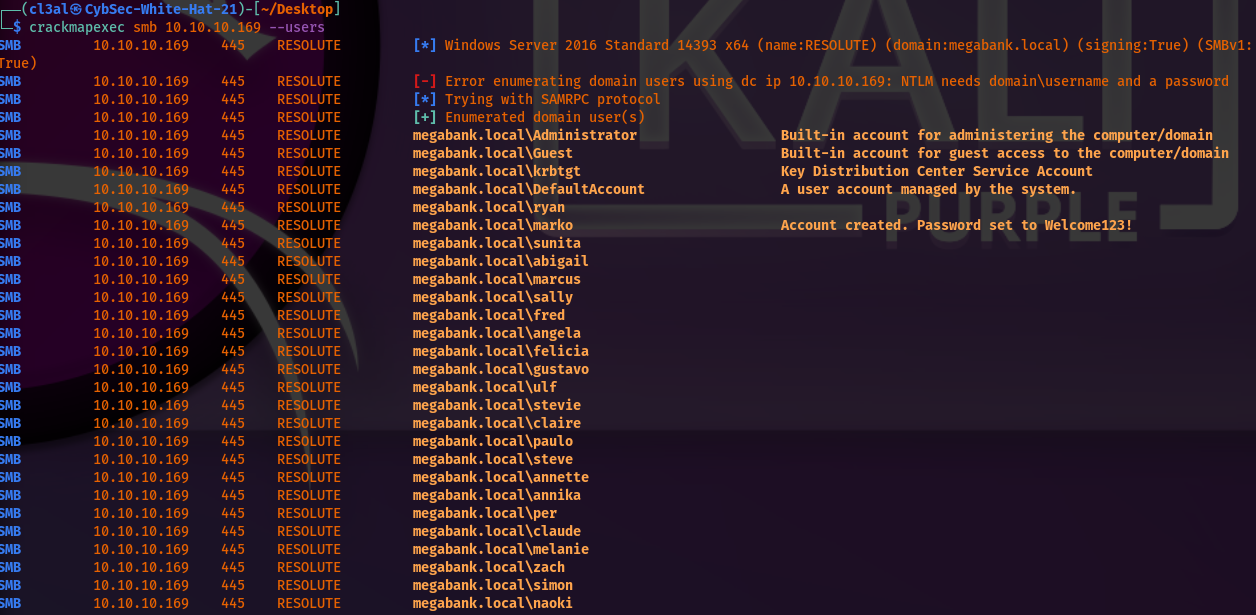 ┌──(cl3al㉿CybSec-White-Hat-21)-[~/Desktop]
└─$ crackmapexec smb 10.10.10.169 --users
SMB 10.10.10.169 445 RESOLUTE [*] Windows Server 2016 Standard 14393 x64 (name:RESOLUTE) (domain:megabank.local) (signing:True) (SMBv1:
True)
SMB 10.10.10.169 445 RESOLUTE [-] Error enumerating domain users using dc ip 10.10.10.169: NTLM needs domain\username and a password
SMB 10.10.10.169 445 RESOLUTE [*] Trying with SAMRPC protocol
SMB 10.10.10.169 445 RESOLUTE [+] Enumerated domain user(s)
SMB 10.10.10.169 445 RESOLUTE megabank.local\Administrator Built-in account for administering the computer/domain
SMB 10.10.10.169 445 RESOLUTE megabank.local\Guest Built-in account for guest access to the computer/domain
SMB 10.10.10.169 445 RESOLUTE megabank.local\krbtgt Key Distribution Center Service Account
SMB 10.10.10.169 445 RESOLUTE megabank.local\DefaultAccount A user account managed by the system.
SMB 10.10.10.169 445 RESOLUTE megabank.local\ryan
SMB 10.10.10.169 445 RESOLUTE megabank.local\marko Account created. Password set to Welcome123!
SMB 10.10.10.169 445 RESOLUTE megabank.local\sunita
SMB 10.10.10.169 445 RESOLUTE megabank.local\abigail
SMB 10.10.10.169 445 RESOLUTE megabank.local\marcus
SMB 10.10.10.169 445 RESOLUTE megabank.local\sally
SMB 10.10.10.169 445 RESOLUTE megabank.local\fred
SMB 10.10.10.169 445 RESOLUTE megabank.local\angela
SMB 10.10.10.169 445 RESOLUTE megabank.local\felicia
SMB 10.10.10.169 445 RESOLUTE megabank.local\gustavo
SMB 10.10.10.169 445 RESOLUTE megabank.local\ulf
SMB 10.10.10.169 445 RESOLUTE megabank.local\stevie
SMB 10.10.10.169 445 RESOLUTE megabank.local\claire
SMB 10.10.10.169 445 RESOLUTE megabank.local\paulo
SMB 10.10.10.169 445 RESOLUTE megabank.local\steve
SMB 10.10.10.169 445 RESOLUTE megabank.local\annette
SMB 10.10.10.169 445 RESOLUTE megabank.local\annika
SMB 10.10.10.169 445 RESOLUTE megabank.local\per
SMB 10.10.10.169 445 RESOLUTE megabank.local\claude
SMB 10.10.10.169 445 RESOLUTE megabank.local\melanie
SMB 10.10.10.169 445 RESOLUTE megabank.local\zach
SMB 10.10.10.169 445 RESOLUTE megabank.local\simon
SMB 10.10.10.169 445 RESOLUTE megabank.local\naoki
KALI
PURPLE